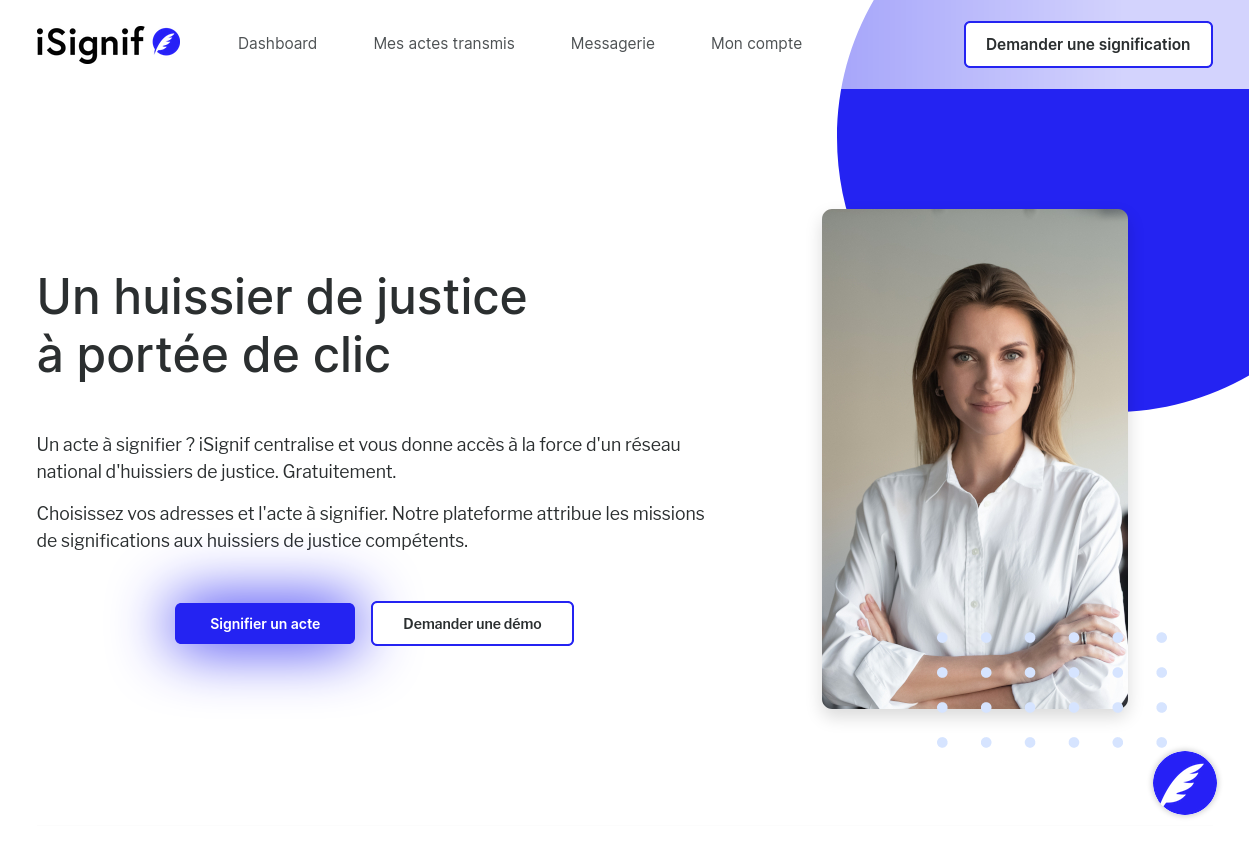 iSignif
Dashboard
Mes actes transmis
Messagerie
Mon compte
Demander une signification
Un huissier de justice
à portée de clic
Un acte à signifier ? iSignif centralise et vous donne accès à la force d'un réseau
national d'huissiers de justice. Gratuitement.
Choisissez vos adresses et l'acte à signifier. Notre plateforme attribue les missions
de significations aux huissiers de justice compétents.
Signifier un acte
Demander une démo